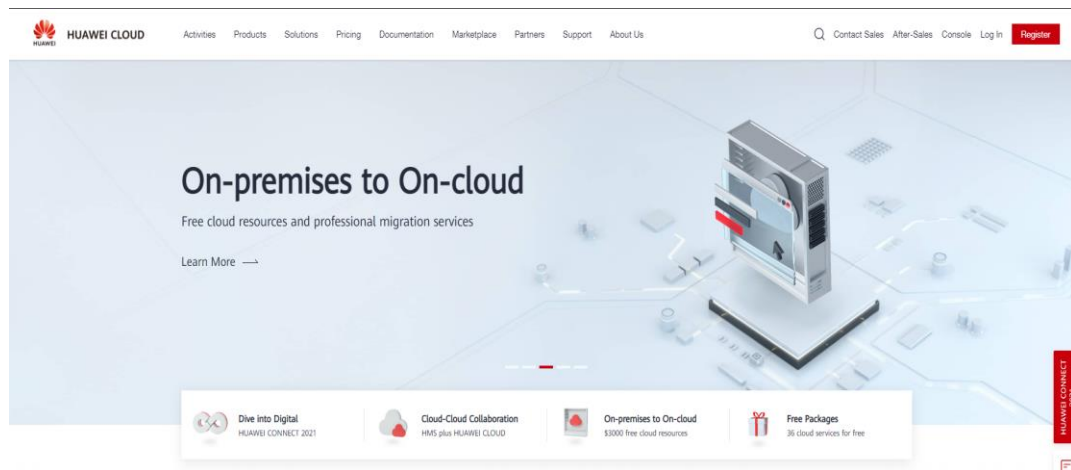 HUAWEI
HUAWEI CLOUD
Activities
Products
Solutions
Pricing
Documentation
Marketplace
Partners
Support
About Us
Contact Sales
After-Sales
Console
Log In
Register
On-premises to On-cloud
Free cloud resources and professional migration services
Learn More
Dive into Digital
HUAWEI CONNECT 2021
Cloud-Cloud Collaboration
HMS plus HUAWEI CLOUD
On-premises to On-cloud
$3000 free cloud resources
Free Packages
36 cloud services for free
HUAWEI CONNECT